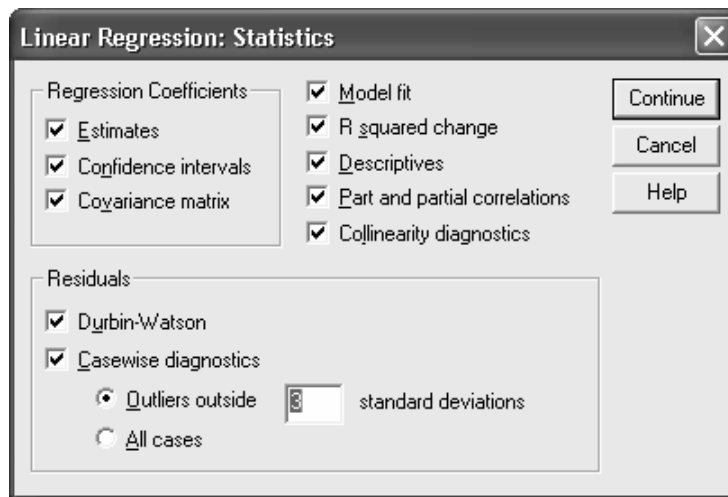 Linear Regression: Statistics
Regression Coefficients
Estimates
Confidence intervals
Covariance matrix
Model fit
R squared change
Descriptives
Part and partial correlations
Collinearity diagnostics
Continue
Cancel
Help
Residuals
Durbin-Watson
Casewise diagnostics
Outliers outside 3 standard deviations
All cases